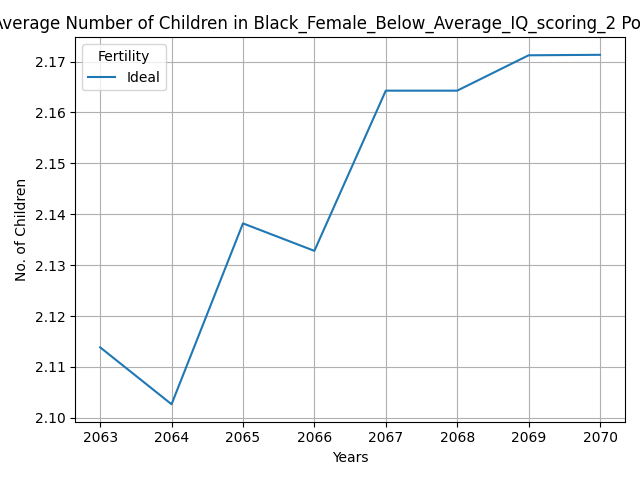 Average Number of Children in Black_Female_Below_Average_IQ_scoring_2 Po
Fertility
Ideal
2.17
2.16
2.15
2.14
2.13
2.12
2.11
2.10
No. of Children
2063 2064 2065 2066 2067 2068 2069 2070
Years